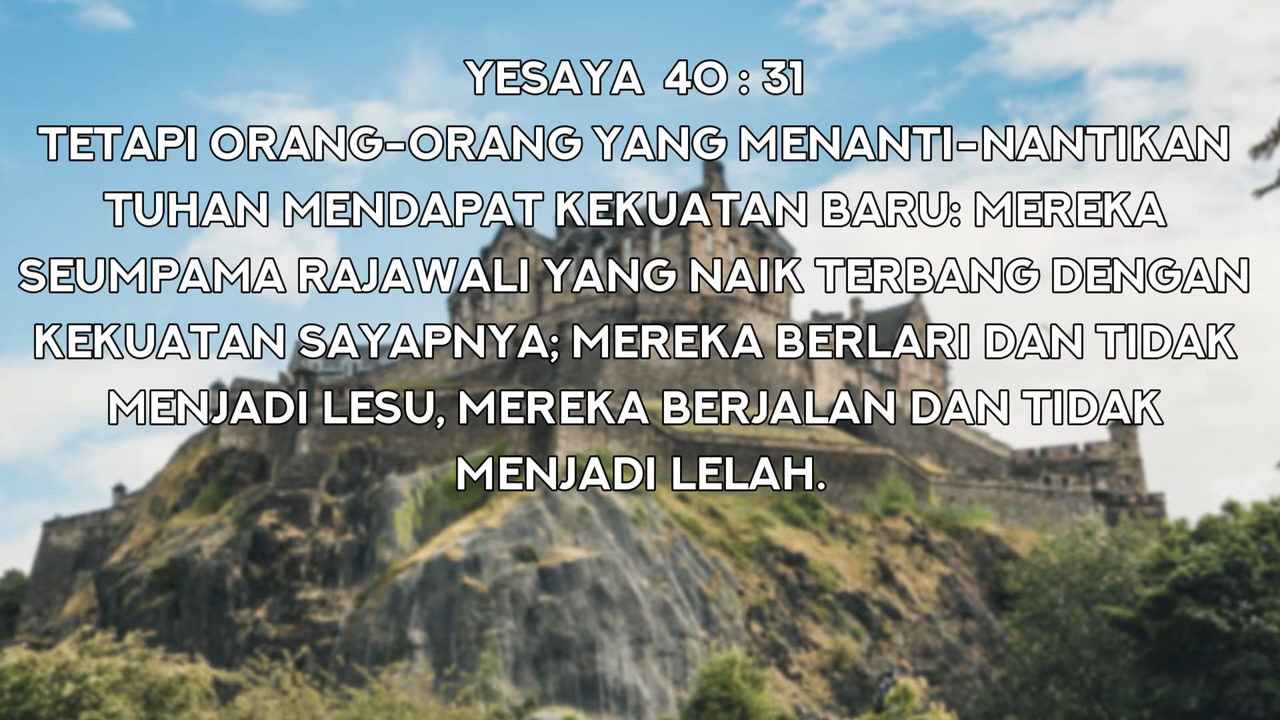 YESAYA 40 : 31
TETAPI ORANG-ORANG YANG MENANTI-NANTIKAN
TUHAN MENDAPAT KEKUATAN BARU: MEREKA
SEUMPAMA RAJAWALI YANG NAIK TERBANG DENGAN
KEKUATAN SAYAPNYA; MEREKA BERLARI DAN TIDAK
MENJADI LESU, MEREKA BERJALAN DAN TIDAK
MENJADI LELAH.